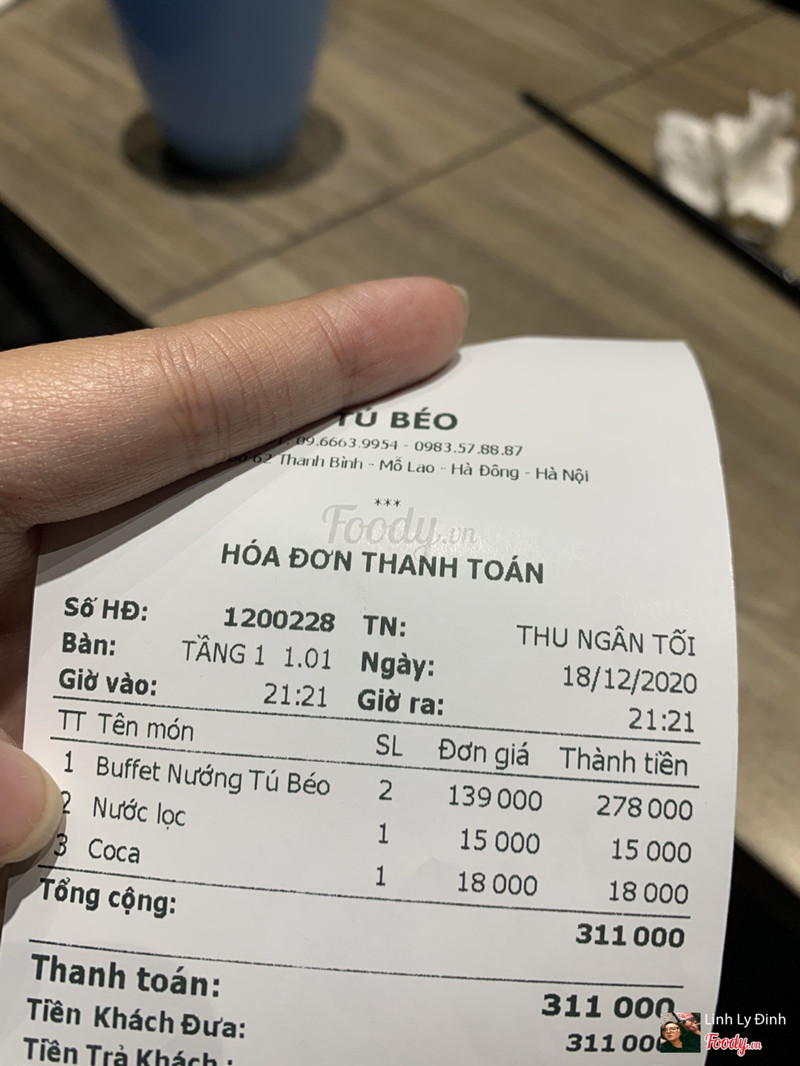 TÚ BÉO
09.6663.9954 - 0983.57.88.87
62 Thanh Bình - Mỗ Lao - Hà Đông - Hà Nội
***
Foody.vn
HÓA ĐƠN THANH TOÁN
Số HĐ: 1200228 TN: THU NGÂN TỐI
Bàn: TẦNG 1 1.01 Ngày: 18/12/2020
Giờ vào: 21:21 Giờ ra: 21:21
TT Tên món SL Đơn giá Thành tiền
1 Buffet Nướng Tú Béo 2 139 000 278 000
2 Nước lọc 1 15 000 15 000
3 Coca 1 18 000 18 000
Tổng cộng: 311 000
Thanh toán: 311 000
Tiền Khách Đưa: 311 000
Tiền Trả Khách :
Linh Ly Đinh
Foody.vn